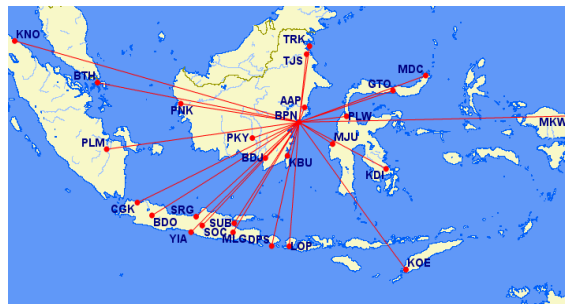 KNO
TRK
TJS
BTH
MDC
GTO
AAP
PNK
BPN
PLW
MKW
PKY
PLM
MJU
BDJ
KBU
KDI
CGK
SRG
BDO
SUB
YIA
SOC
MLG
DPS
LOP
KOE